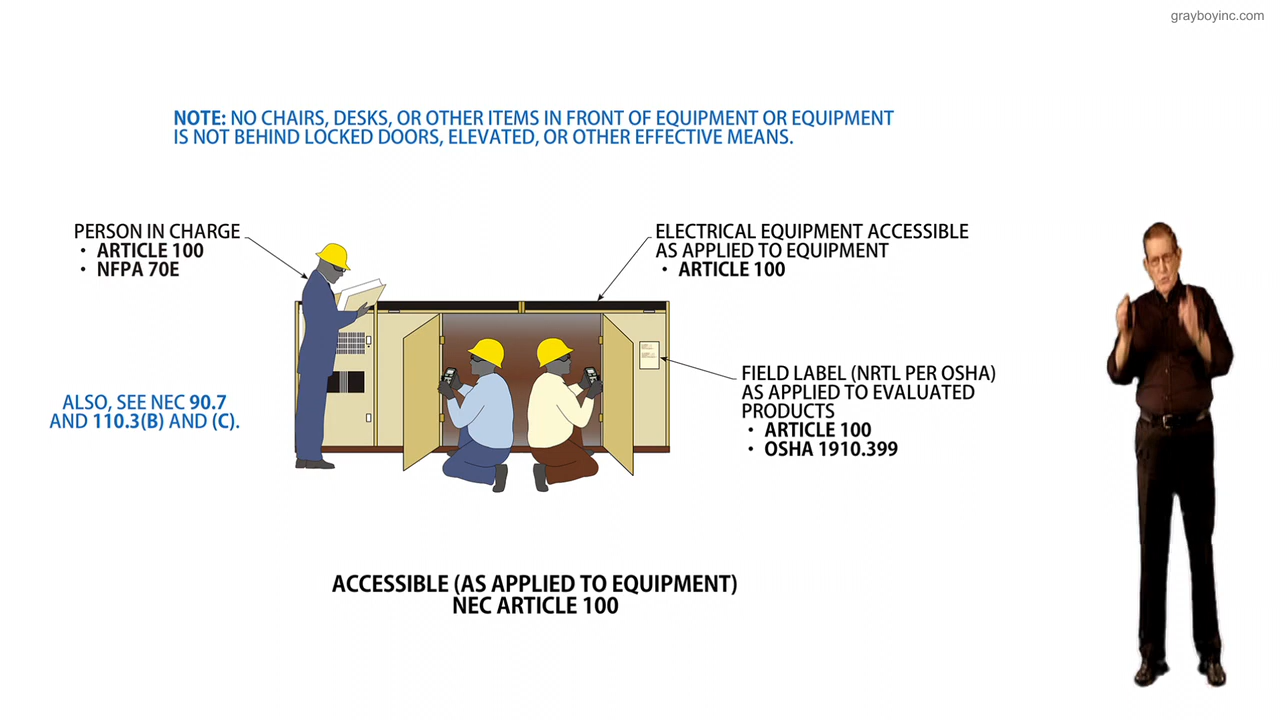 grayboyinc.com
NOTE: NO CHAIRS, DESKS, OR OTHER ITEMS IN FRONT OF EQUIPMENT OR EQUIPMENT
IS NOT BEHIND LOCKED DOORS, ELEVATED, OR OTHER EFFECTIVE MEANS.
PERSON IN CHARGE
• ARTICLE 100
• NFPA 70E
ELECTRICAL EQUIPMENT ACCESSIBLE
AS APPLIED TO EQUIPMENT
• ARTICLE 100
FIELD LABEL (NRTL PER OSHA)
AS APPLIED TO EVALUATED
PRODUCTS
• ARTICLE 100
• OSHA 1910.399
ALSO, SEE NEC 90.7
AND 110.3(B) AND (C).
ACCESSIBLE (AS APPLIED TO EQUIPMENT)
NEC ARTICLE 100